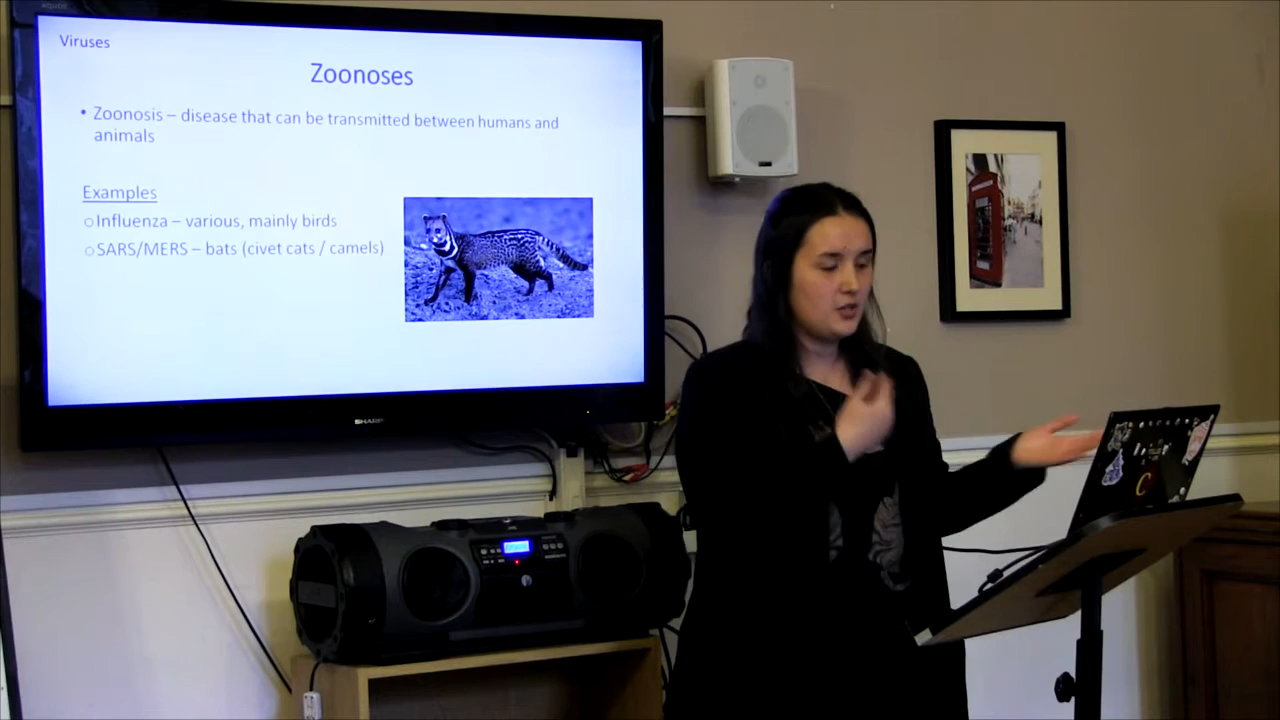 AQUOS
Viruses
Zoonoses
• Zoonosis – disease that can be transmitted between humans and
animals
Examples
○ Influenza – various, mainly birds
○ SARS/MERS – bats (civet cats / camels)
SHARP
C